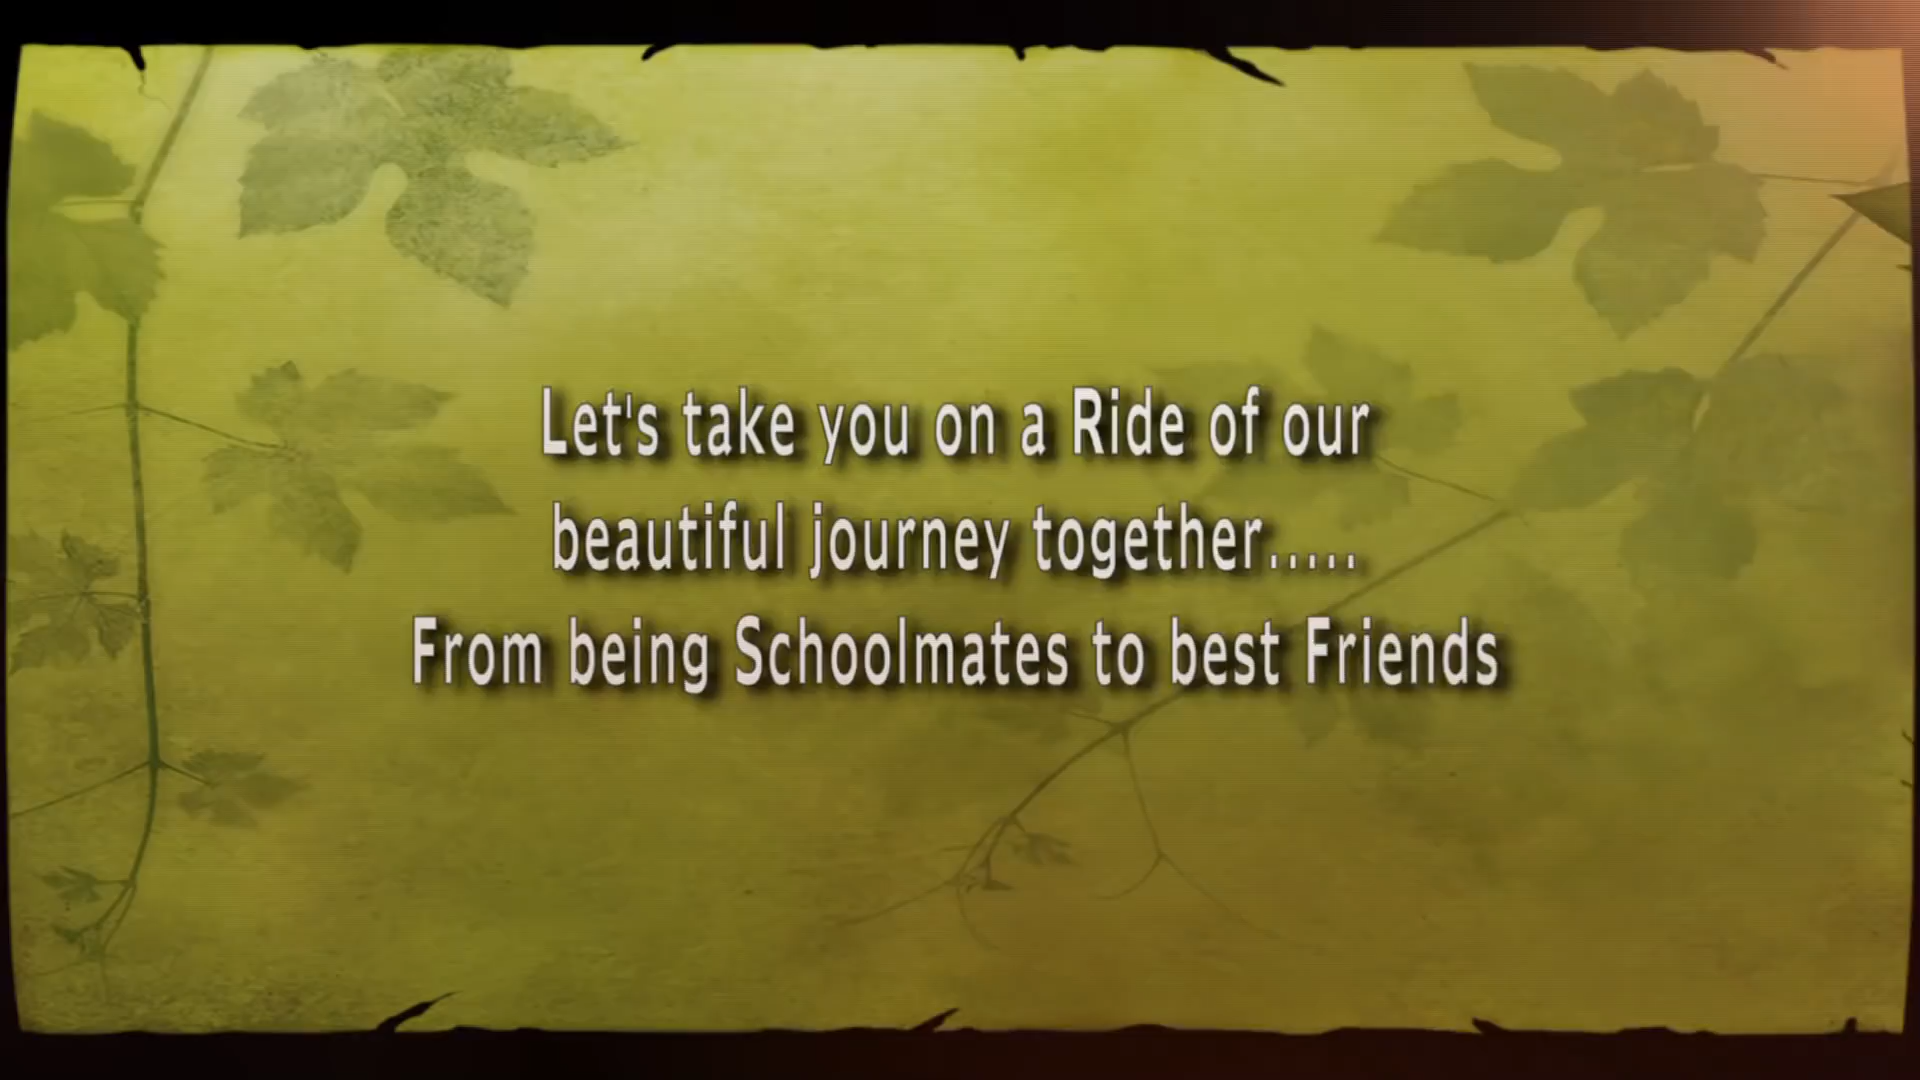 Let's take you on a Ride of our
beautiful journey together.....
From being Schoolmates to best Friends